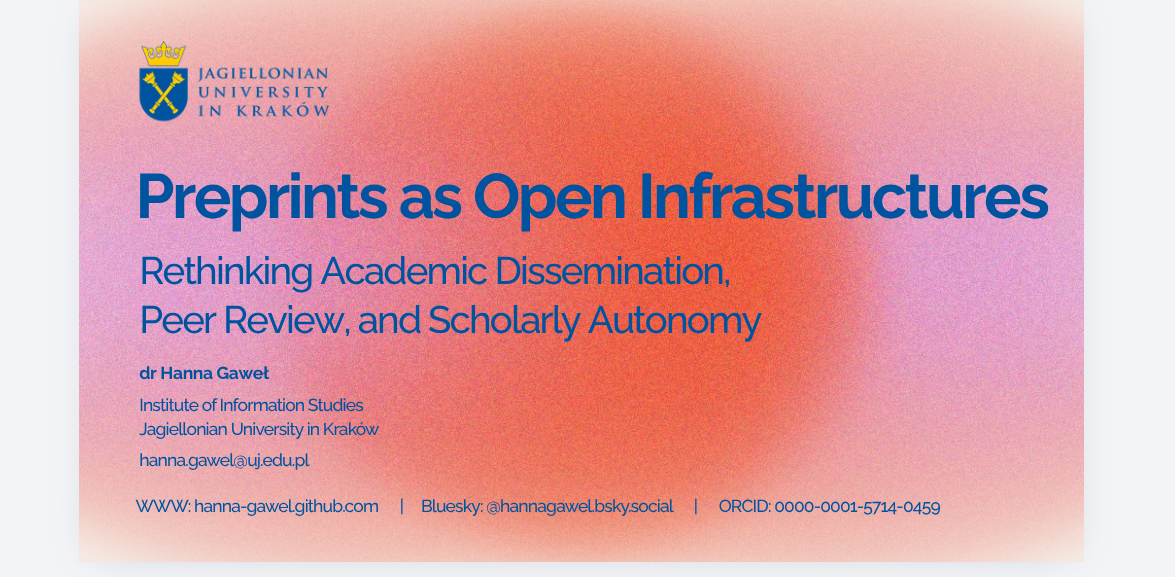 JAGIELLONIAN
UNIVERSITY
IN KRAKÓW
Preprints as Open Infrastructures
Rethinking Academic Dissemination,
Peer Review, and Scholarly Autonomy
dr Hanna Gaweł
Institute of Information Studies
Jagiellonian University in Kraków
hanna.gawel@uj.edu.pl
WWW: hanna-gawel.github.com | Bluesky: @hannagawel.bsky.social | ORCID: 0000-0001-5714-0459